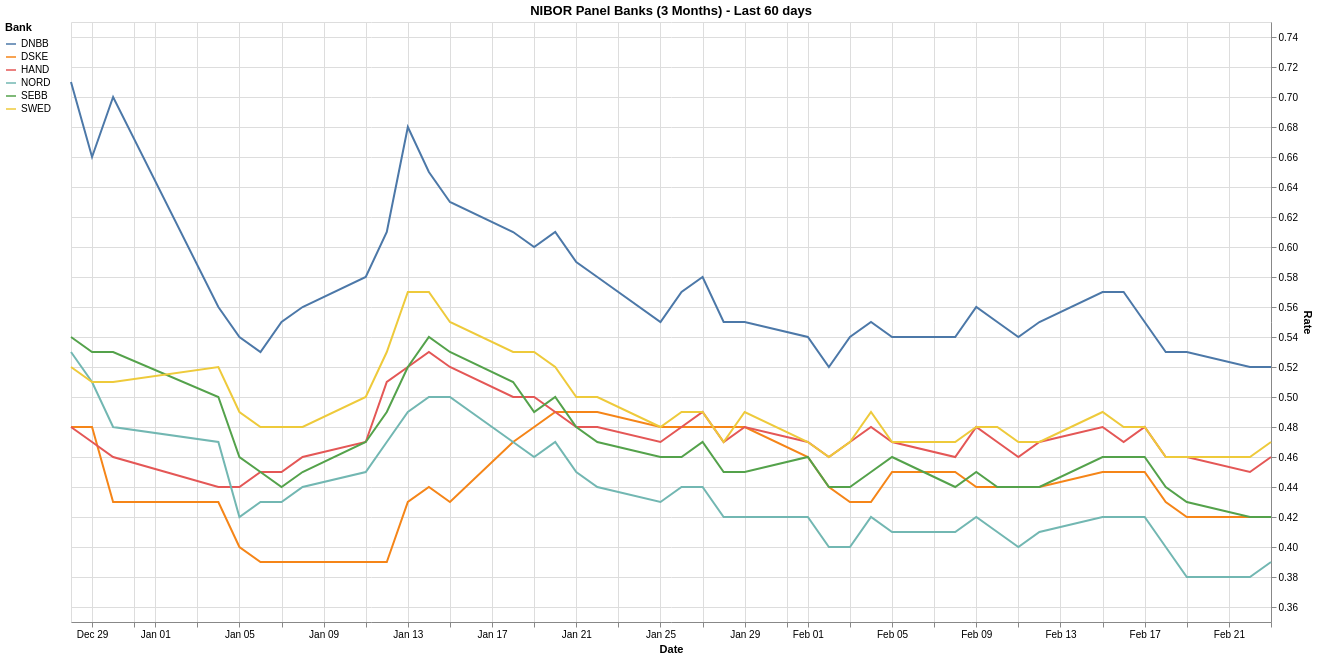 NIBOR Panel Banks (3 Months) - Last 60 days
Bank
DNBB
DSKE
HAND
NORD
SEBB
SWED
0.74
0.72
0.70
0.68
0.66
0.64
0.62
0.60
0.58
0.56
0.54
0.52
0.50
0.48
0.46
0.44
0.42
0.40
0.38
0.36
Rate
Dec 29 Jan 01 Jan 05 Jan 09 Jan 13 Jan 17 Jan 21 Jan 25 Jan 29 Feb 01 Feb 05 Feb 09 Feb 13 Feb 17 Feb 21
Date